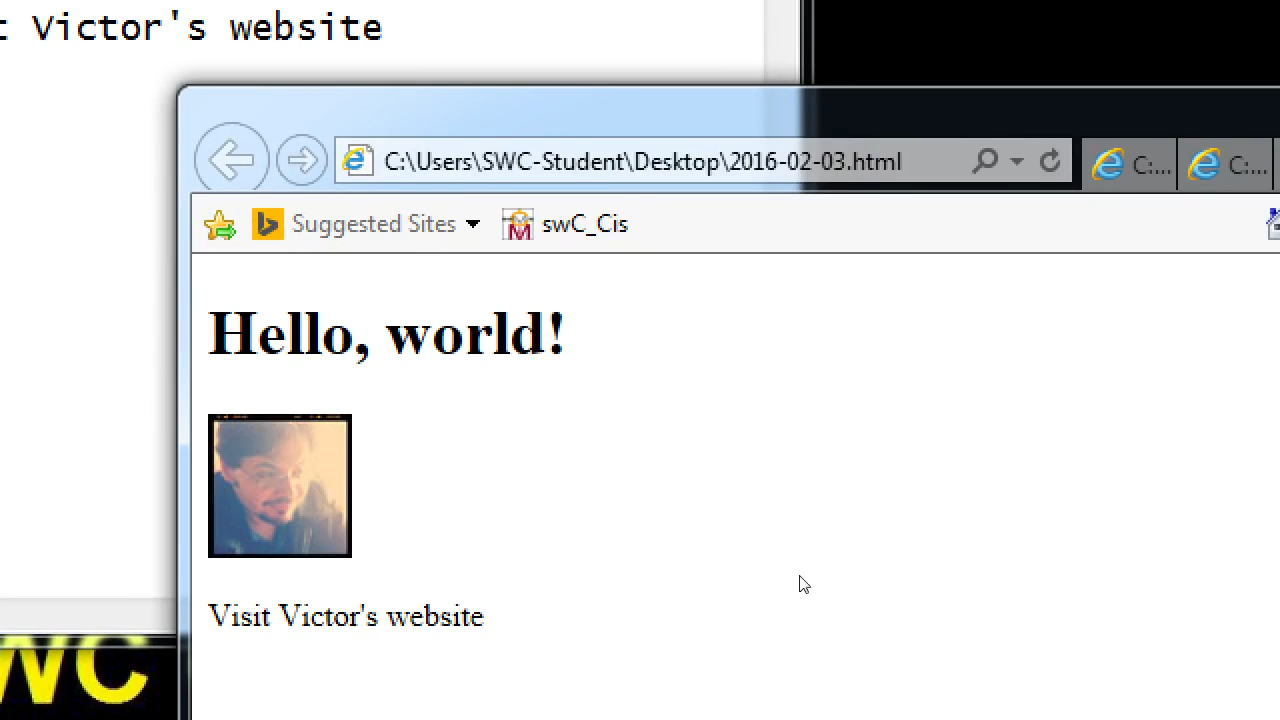 t Victor's website
C:\Users\SWC-Student\Desktop\2016-02-03.html
C:...
C:...
Suggested Sites
swC_Cis
Hello, world!
Visit Victor's website
WC